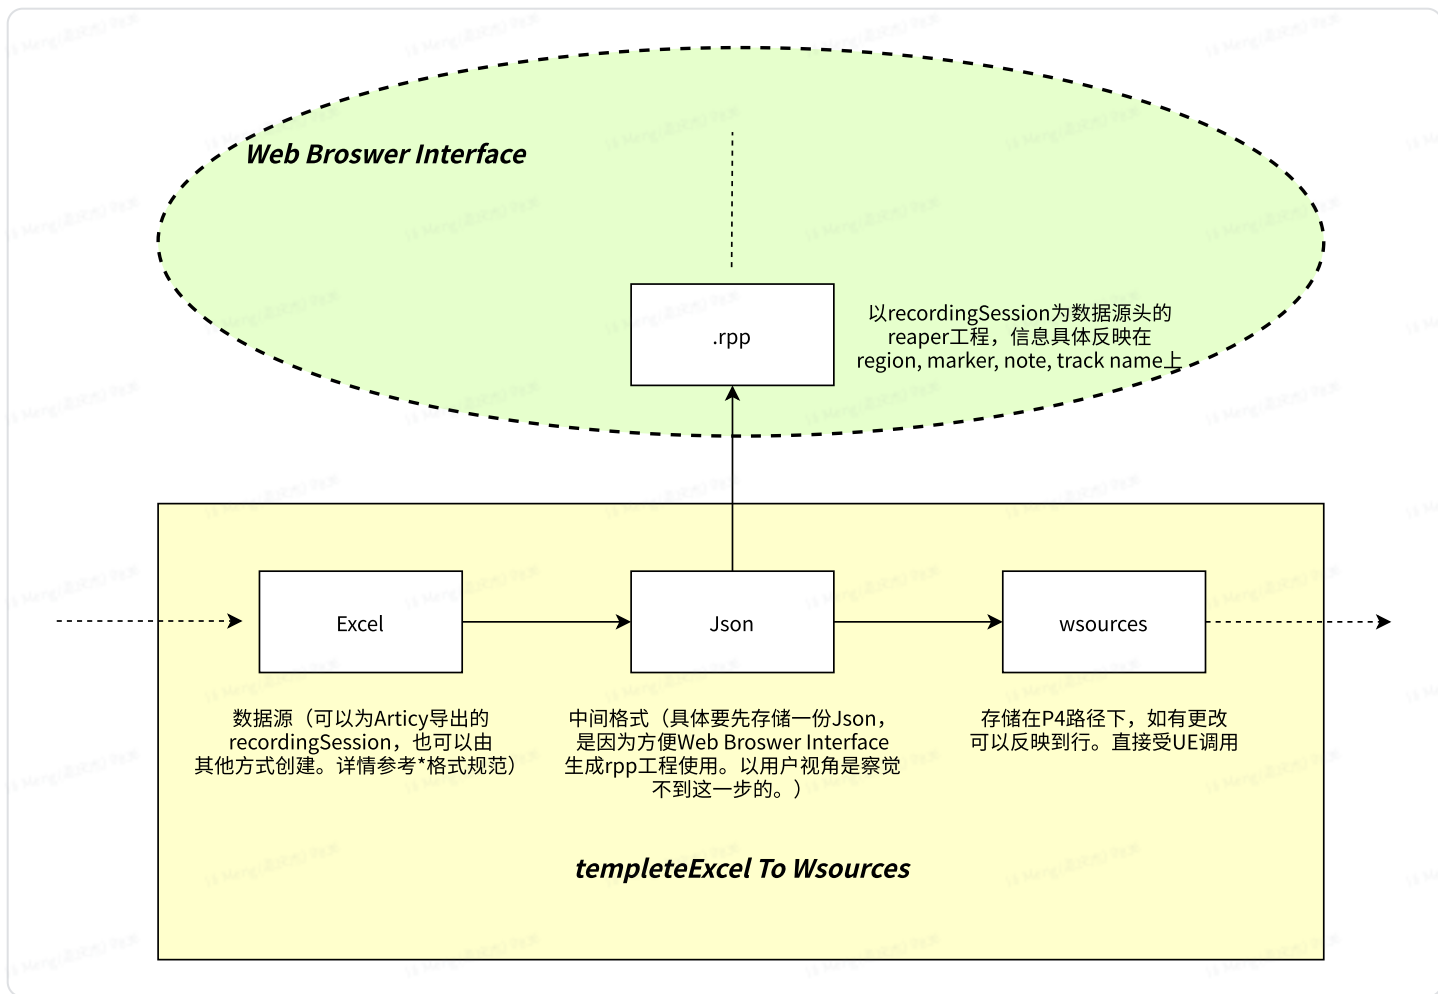 Web Broswer Interface
.rpp
以recordingSession为数据源头的
reaper工程，信息具体反映在
region, marker, note, track name上
Excel
Json
wsources
数据源（可以为Articy导出的
recordingSession，也可以由
其他方式创建。详情参考*格式规范）
中间格式（具体要先存储一份Json，
是因为方便Web Broswer Interface
生成rpp工程使用。以用户视角是察觉
不到这一步的。）
存储在P4路径下，如有更改
可以反映到行。直接受UE调用
templeteExcel To Wsources